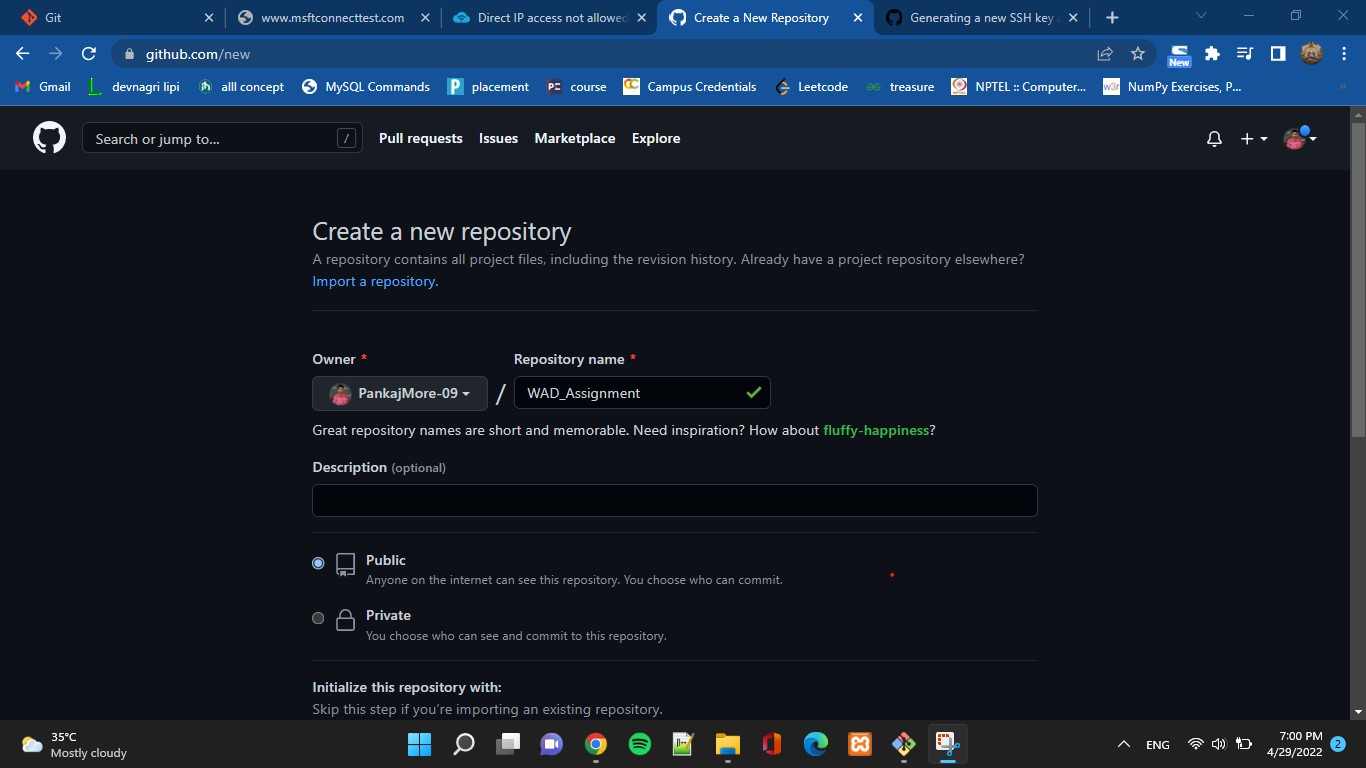 Git
www.msftconnecttest.com
Direct IP access not allowed
Create a New Repository
Generating a new SSH key
github.com/new
New
Gmail
devnagri lipi
alll concept
MySQL Commands
placement
course
Campus Credentials
Leetcode
treasure
NPTEL :: Computer...
NumPy Exercises, P...
Search or jump to...
/
Pull requests
Issues
Marketplace
Explore
Create a new repository
A repository contains all project files, including the revision history. Already have a project repository elsewhere?
Import a repository.
Owner *
Repository name *
PankajMore-09
/
WAD_Assignment
Great repository names are short and memorable. Need inspiration? How about fluffy-happiness?
Description (optional)
Public
Anyone on the internet can see this repository. You choose who can commit.
Private
You choose who can see and commit to this repository.
Initialize this repository with:
Skip this step if you're importing an existing repository.
35°C
Mostly cloudy
ENG
7:00 PM
4/29/2022
2